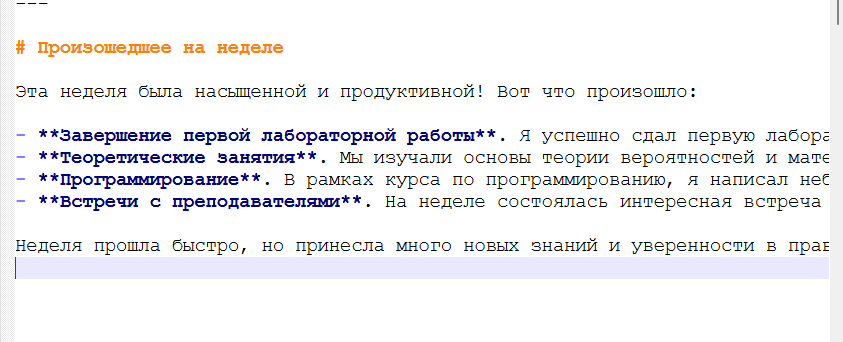 ---
# Произошедшее на неделе
Эта неделя была насыщенной и продуктивной! Вот что произошло:
- **Завершение первой лабораторной работы**. Я успешно сдал первую лабора
- **Теоретические занятия**. Мы изучали основы теории вероятностей и мате
- **Программирование**. В рамках курса по программированию, я написал неб
- **Встречи с преподавателями**. На неделе состоялась интересная встреча
Неделя прошла быстро, но принесла много новых знаний и уверенности в прав